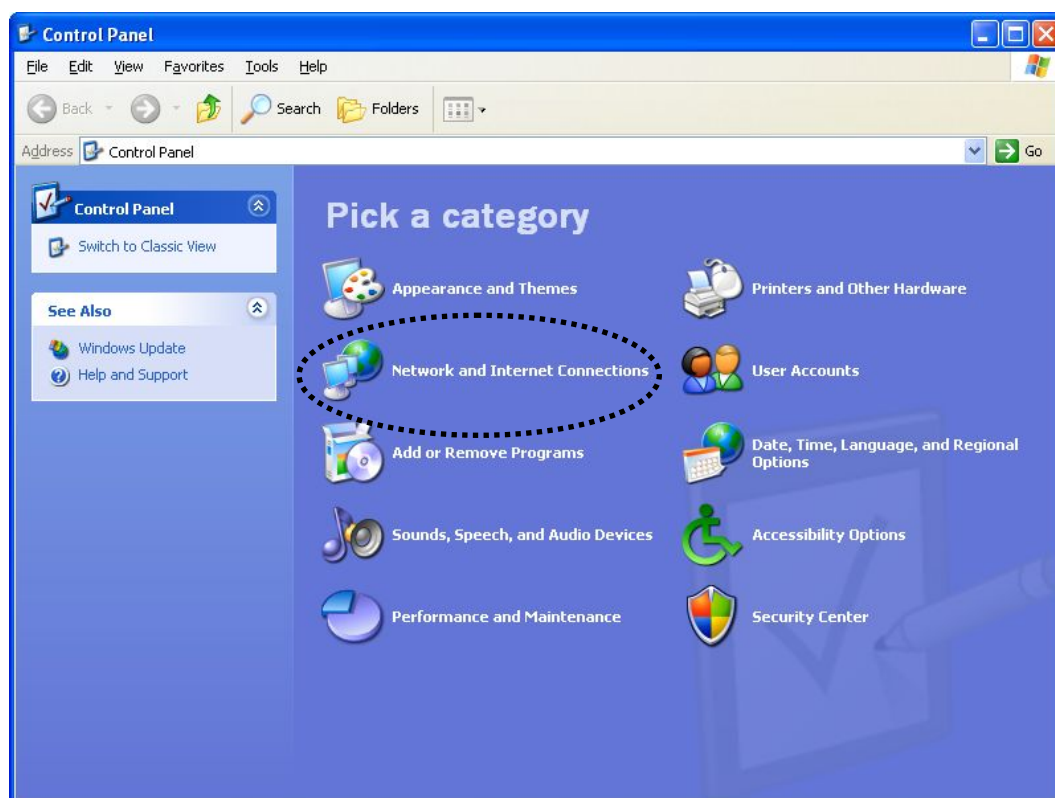 Control Panel
File Edit View Favorites Tools Help
Back Search Folders
Address Control Panel Go
Control Panel
Switch to Classic View
See Also
Windows Update
Help and Support
Pick a category
Appearance and Themes
Printers and Other Hardware
Network and Internet Connections
User Accounts
Add or Remove Programs
Date, Time, Language, and Regional
Options
Sounds, Speech, and Audio Devices
Accessibility Options
Performance and Maintenance
Security Center